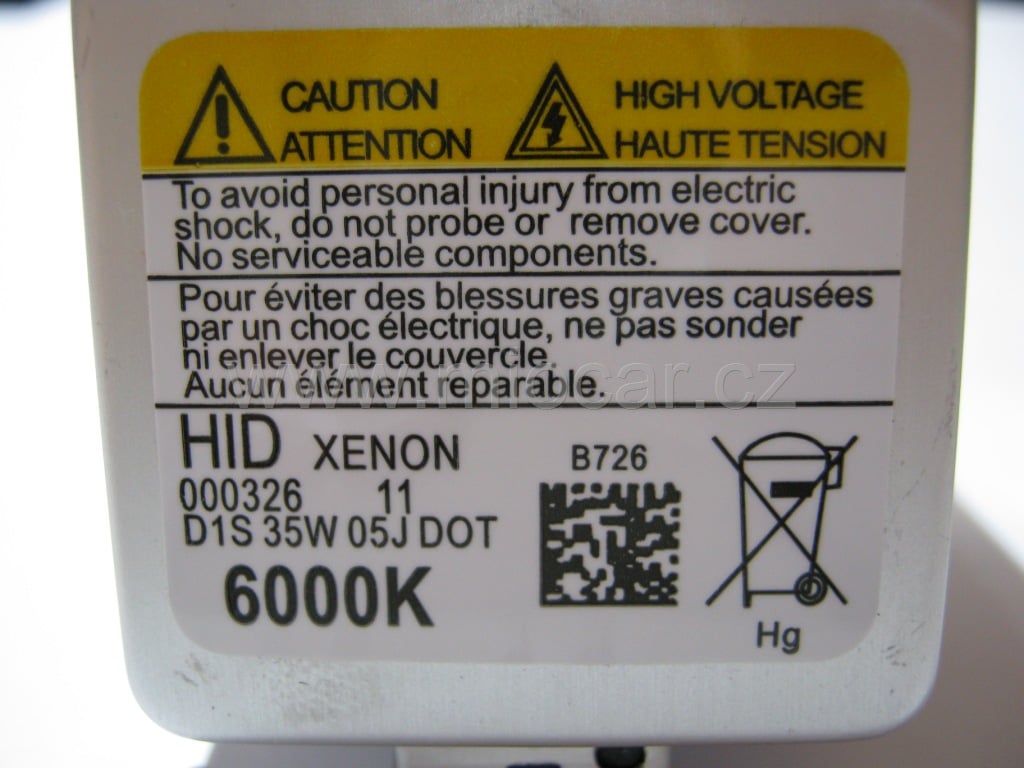 CAUTION
ATTENTION
HIGH VOLTAGE
HAUTE TENSION
To avoid personal injury from electric
shock, do not probe or remove cover.
No serviceable components.
Pour éviter des blessures graves causées
par un choc électrique, ne pas sonder
ni enlever le couvercle.
Aucun élément reparable.
www.miocar.cz
HID XENON
000326 11
D1S 35W 05J DOT
6000K
B726
Hg